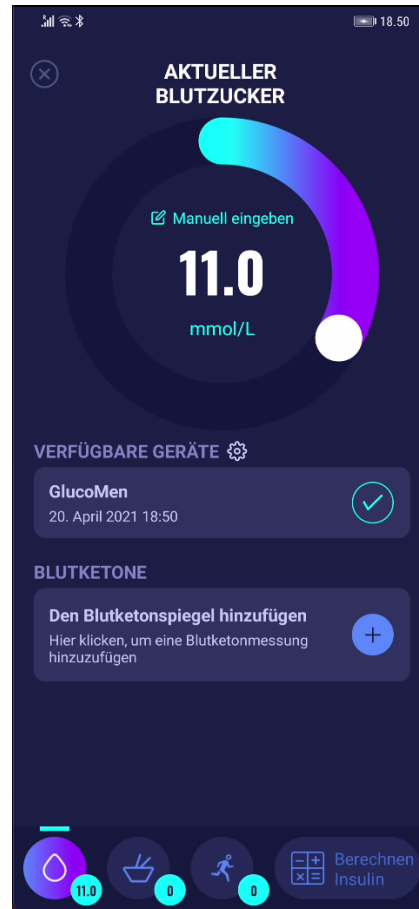 18.50
AKTUELLER
BLUTZUCKER
Manuell eingeben
11.0
mmol/L
VERFÜGBARE GERÄTE
GlucoMen
20. April 2021 18:50
BLUTKETONE
Den Blutketonspiegel hinzufügen
Hier klicken, um eine Blutketonmessung
hinzuzufügen
11.0
0
0
Berechnen
Insulin